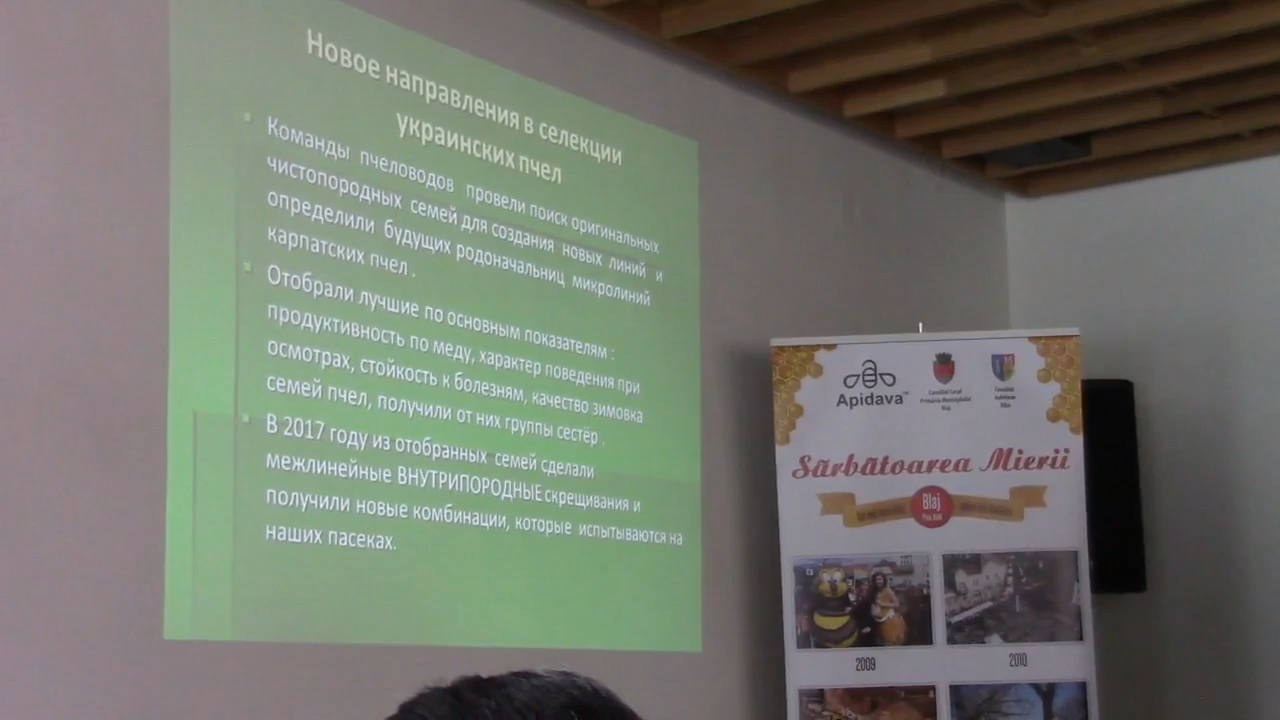 Новое направления в селекции
украинских пчел
Команды пчеловодов провели поиск оригинальных
чистопородных семей для создания новых линий и
определили будущих родоначальниц микролиний
карпатских пчел .
Отобрали лучшие по основным показателям :
продуктивность по меду, характер поведения при
осмотрах, стойкость к болезням, качество зимовка
семей пчел, получили от них группы сестёр .
В 2017 году из отобранных семей сделали
межлинейные ВНУТРИПОРОДНЫЕ скрещивания и
получили новые комбинации, которые испытываются на
наших пасеках.
Apidava
Sărbătoarea Mierii
Blaj
2009
2010